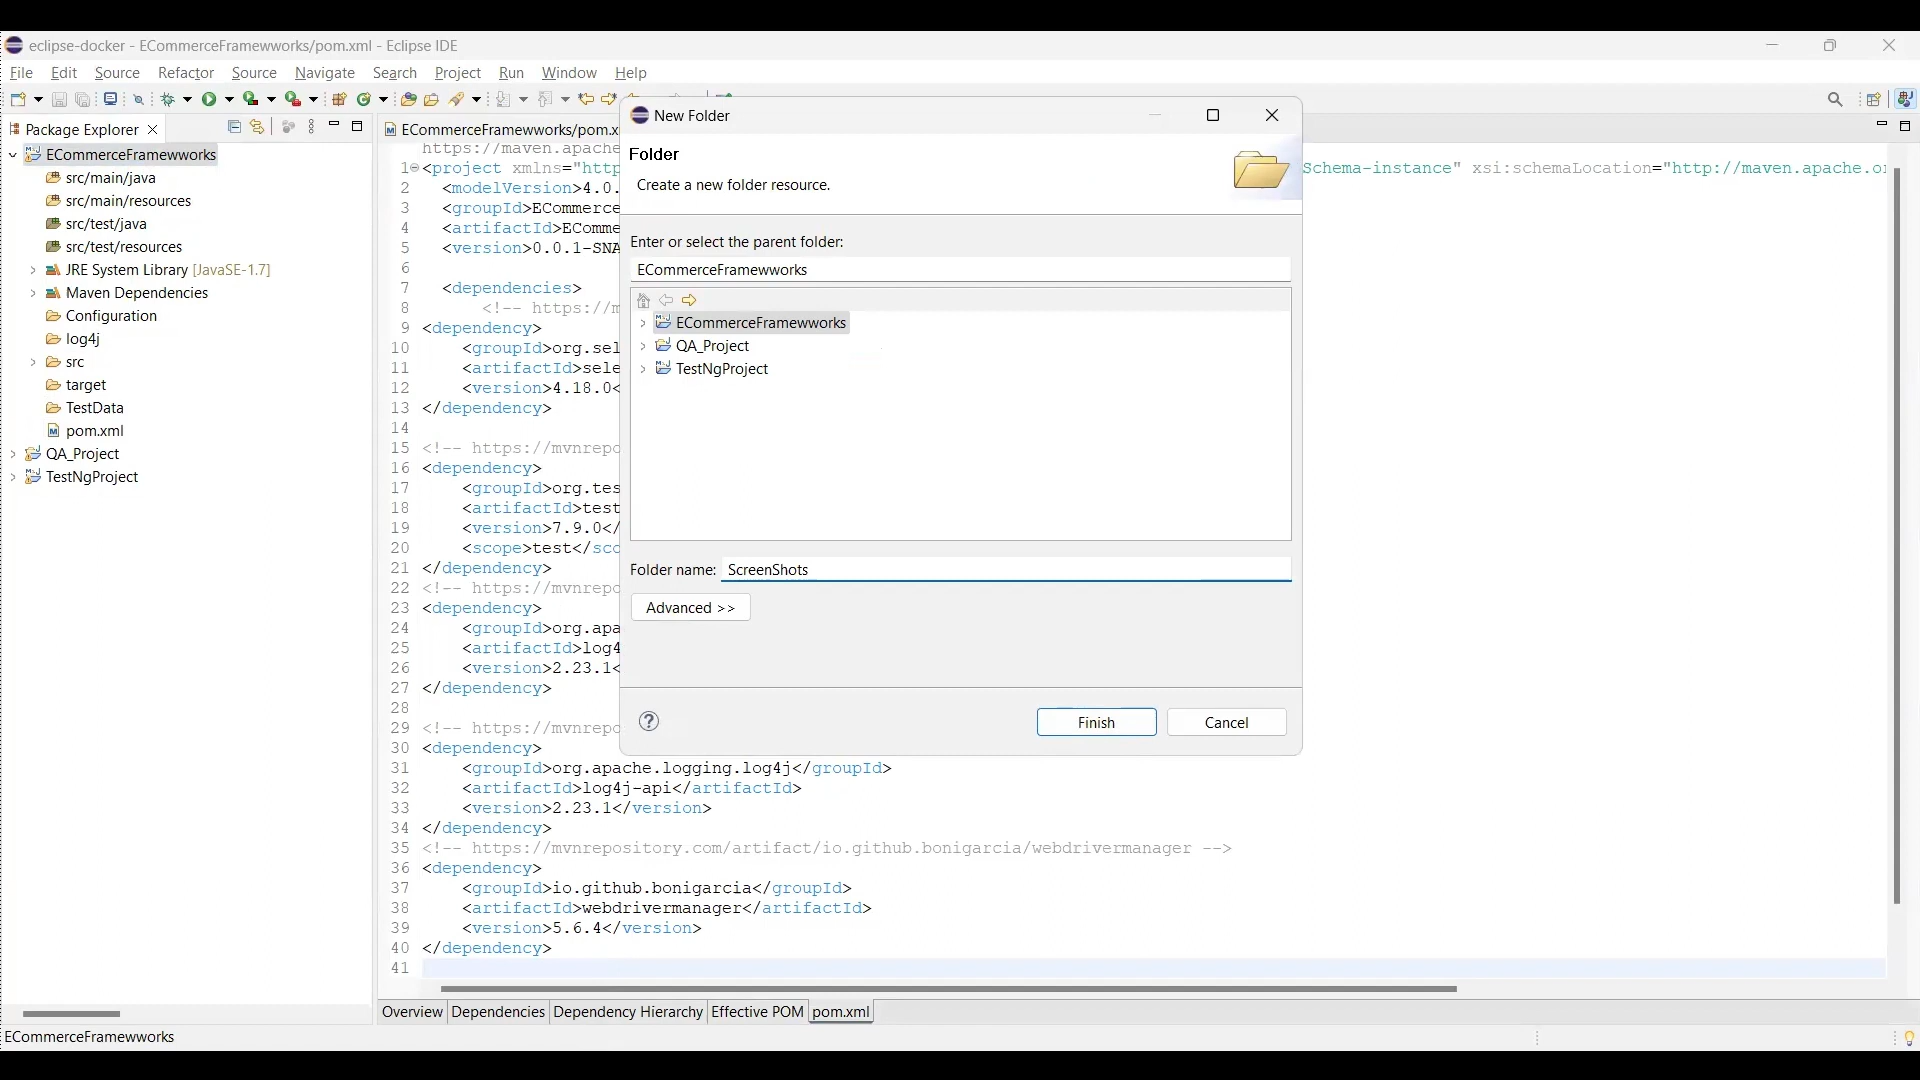 eclipse-docker - ECommerceFramewworks/pom.xml - Eclipse IDE
File Edit Source Refactor Source Navigate Search Project Run Window Help
Package Explorer
ECommerceFramewworks
src/main/java
src/main/resources
src/test/java
src/test/resources
JRE System Library [JavaSE-1.7]
Maven Dependencies
Configuration
log4j
src
target
TestData
pom.xml
QA_Project
TestNgProject
ECommerceFramewworks/pom.x
https://maven.apache
1 <project xmlns="http Schema-instance" xsi:schemaLocation="http://maven.apache.or
2 <modelVersion>4.0.
3 <groupId>ECommerce
4 <artifactId>EComme
5 <version>0.0.1-SNA
6
7 <dependencies>
8 <!-- https://m
9 <dependency>
10 <groupId>org.sel
11 <artifactId>sele
12 <version>4.18.0<
13 </dependency>
14
15 <!-- https://mvnrepo
16 <dependency>
17 <groupId>org.tes
18 <artifactId>test
19 <version>7.9.0</
20 <scope>test</sco
21 </dependency>
22 <!-- https://mvnrepo
23 <dependency>
24 <groupId>org.apa
25 <artifactId>log4
26 <version>2.23.1<
27 </dependency>
28
29 <!-- https://mvnrepo
30 <dependency>
31 <groupId>org.apache.logging.log4j</groupId>
32 <artifactId>log4j-api</artifactId>
33 <version>2.23.1</version>
34 </dependency>
35 <!-- https://mvnrepository.com/artifact/io.github.bonigarcia/webdrivermanager -->
36 <dependency>
37 <groupId>io.github.bonigarcia</groupId>
38 <artifactId>webdrivermanager</artifactId>
39 <version>5.6.4</version>
40 </dependency>
41
New Folder
Folder
Create a new folder resource.
Enter or select the parent folder:
ECommerceFramewworks
ECommerceFramewworks
QA_Project
TestNgProject
Folder name: ScreenShots
Advanced >>
Finish Cancel
Overview Dependencies Dependency Hierarchy Effective POM pom.xml
ECommerceFramewworks